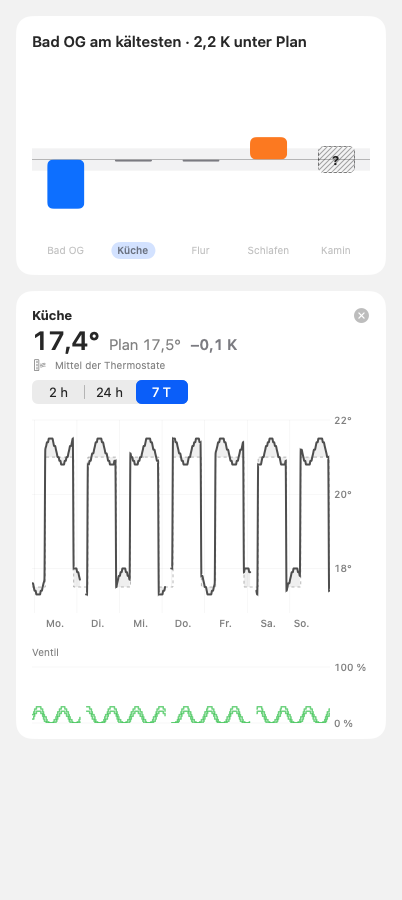 Bad OG am kältesten · 2,2 K unter Plan
?
Bad OG Küche Flur Schlafen Kamin
Küche
17,4° Plan 17,5° −0,1 K
Mittel der Thermostate
2 h 24 h 7 T
22°
20°
18°
Mo. Di. Mi. Do. Fr. Sa. So.
Ventil
100 %
0 %